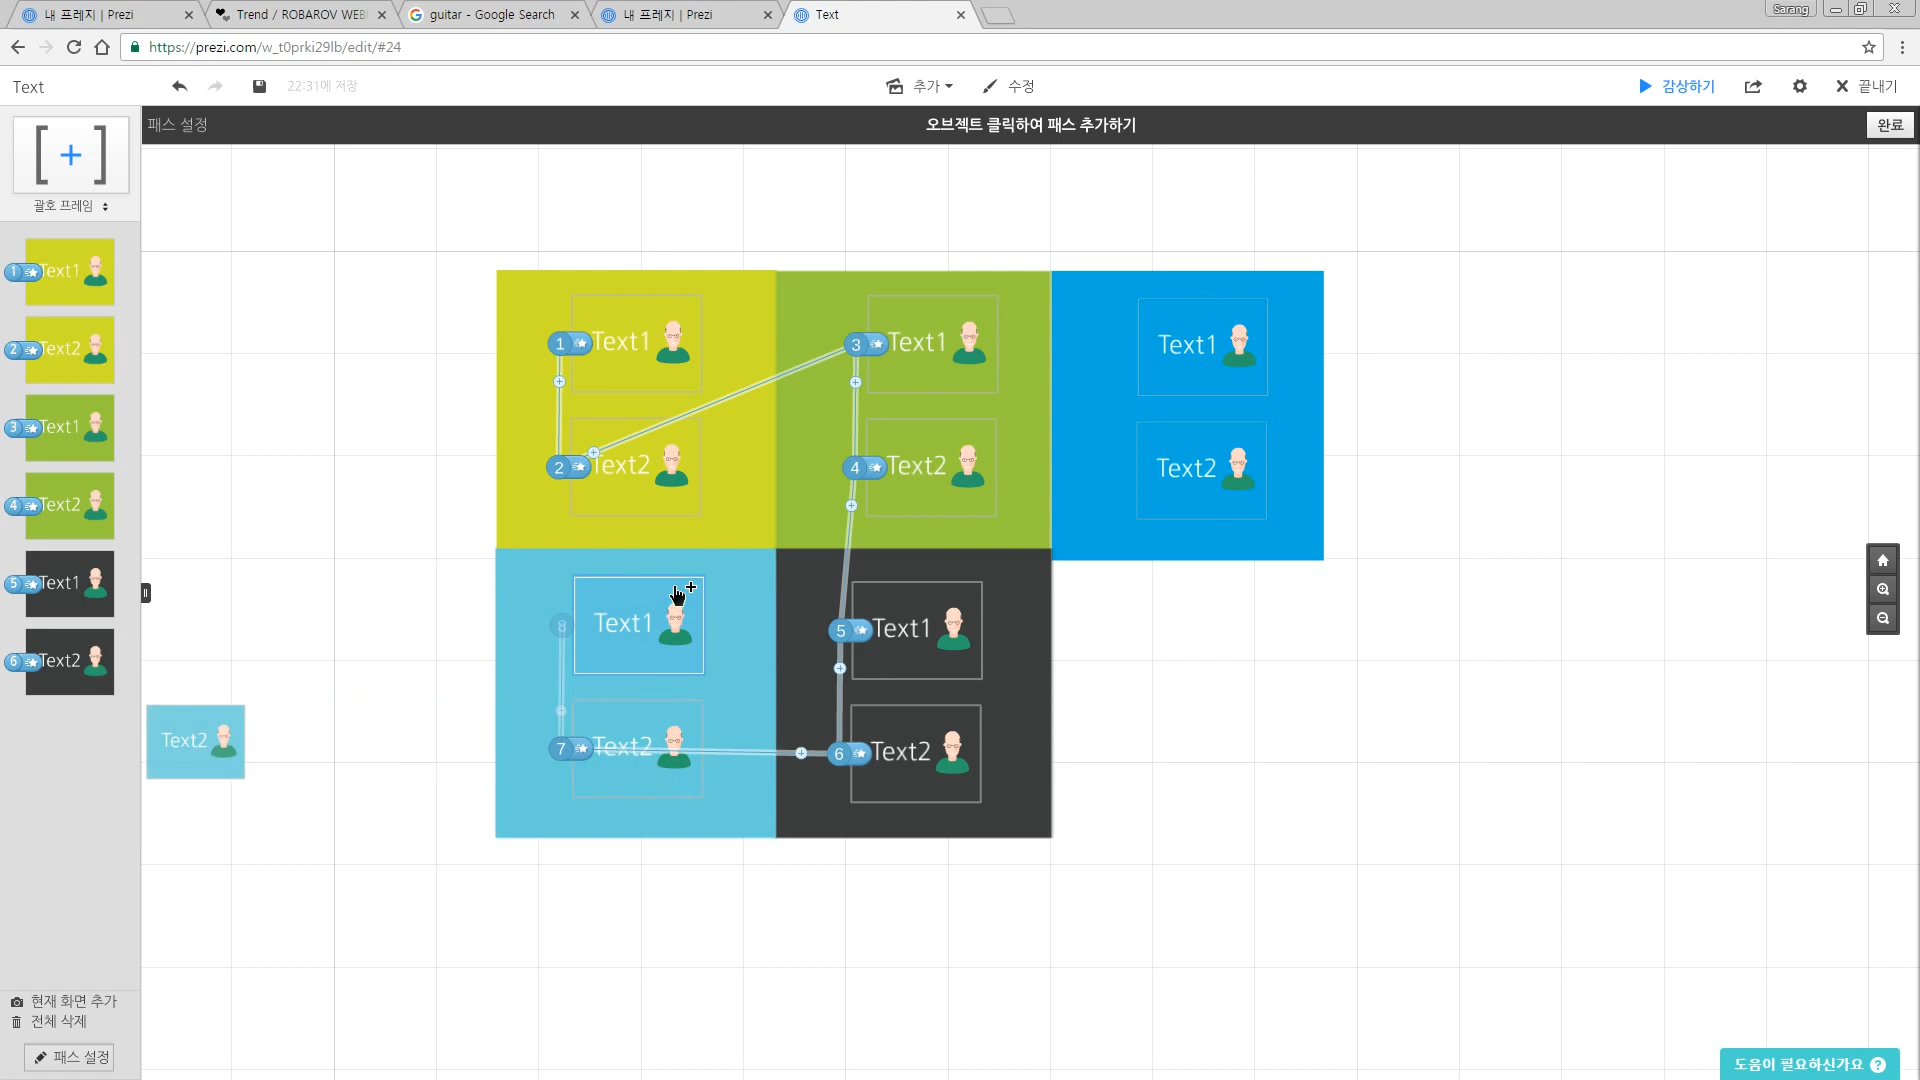 내 프레지 | Prezi
Trend / ROBAROV WEB
guitar - Google Search
내 프레지 | Prezi
Text
Sarang
https://prezi.com/w_t0prki29lb/edit/#24
Text
22:31에 저장
추가
수정
감상하기
끝내기
패스 설정
오브젝트 클릭하여 패스 추가하기
완료
괄호 프레임
1 Text1
2 Text2
3 Text1
4 Text2
5 Text1
6 Text2
Text2
1 Text1
3 Text1
Text1
2 Text2
4 Text2
Text2
8 Text1
5 Text1
7 Text2
6 Text2
현재 화면 추가
전체 삭제
패스 설정
도움이 필요하신가요 ?